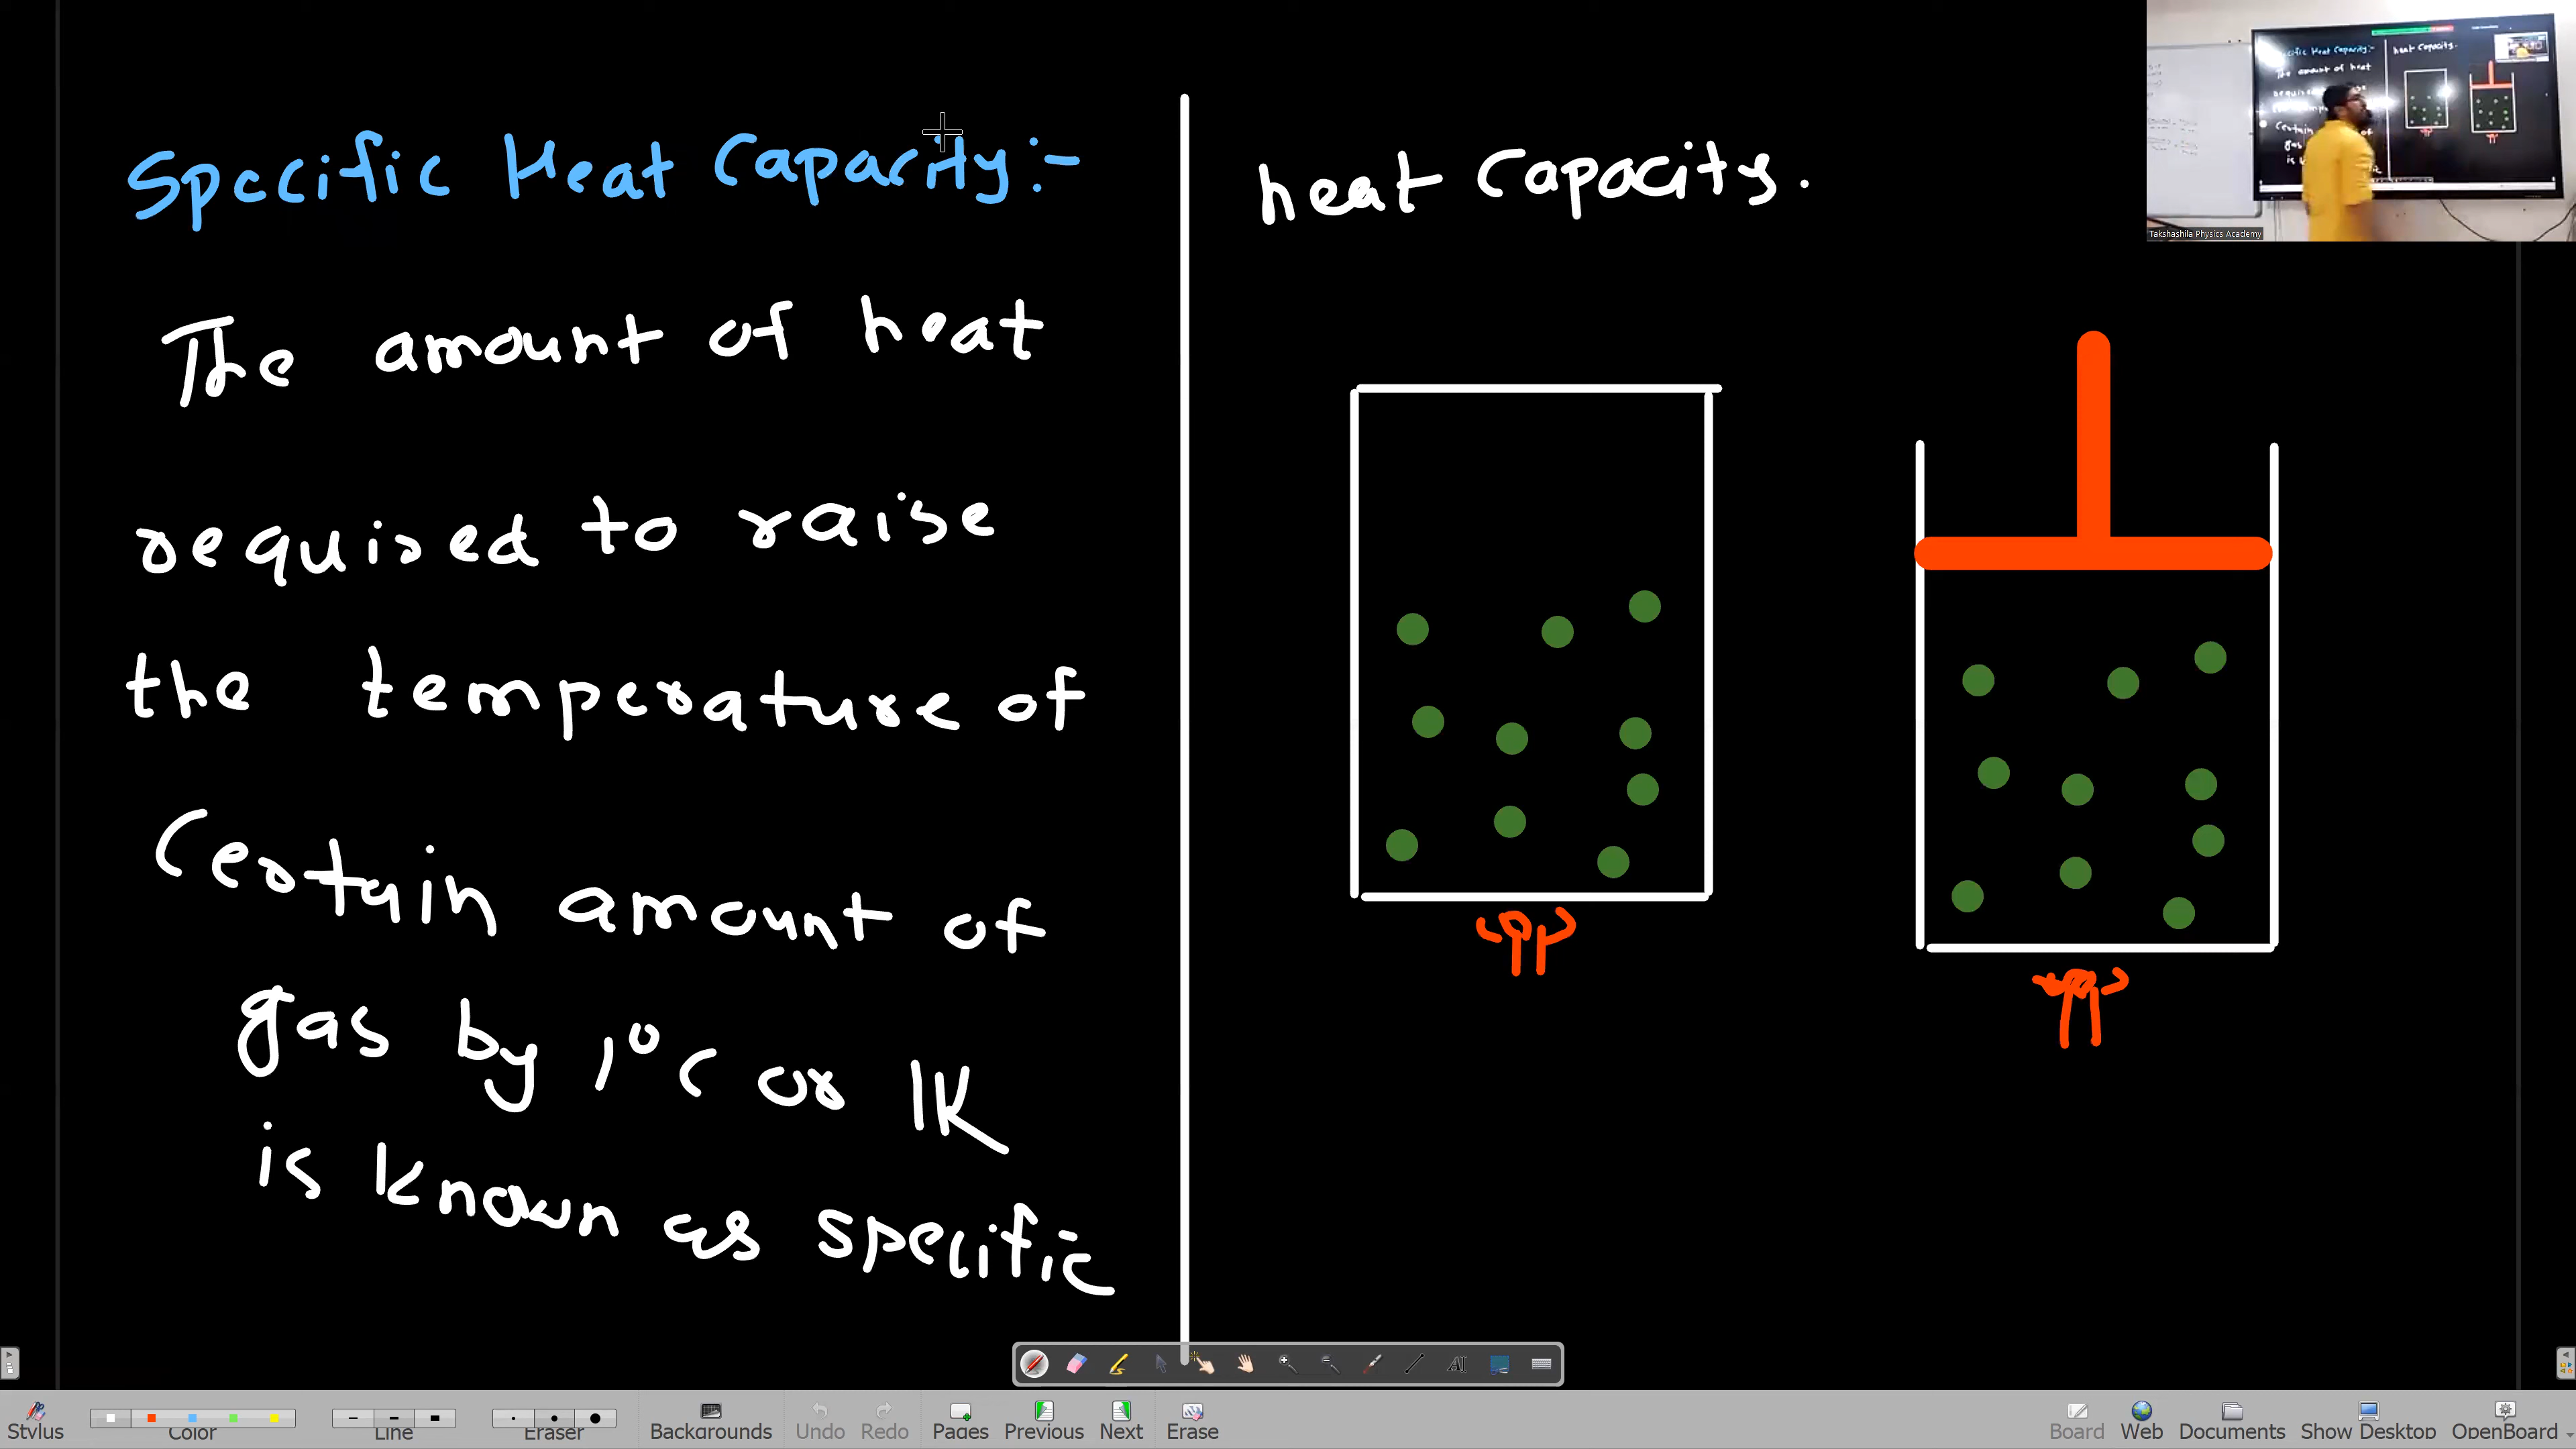 Specific Heat Capacity:-
The amount of heat
required to raise
the temperature of
Certain amount of
gas by 1°C or 1K
is known as specific
heat Capacity.
Takshashila Physics Academy
Stylus
Color
Line
Eraser
Backgrounds
Undo
Redo
Pages
Previous
Next
Erase
Board
Web
Documents
Show Desktop
OpenBoard